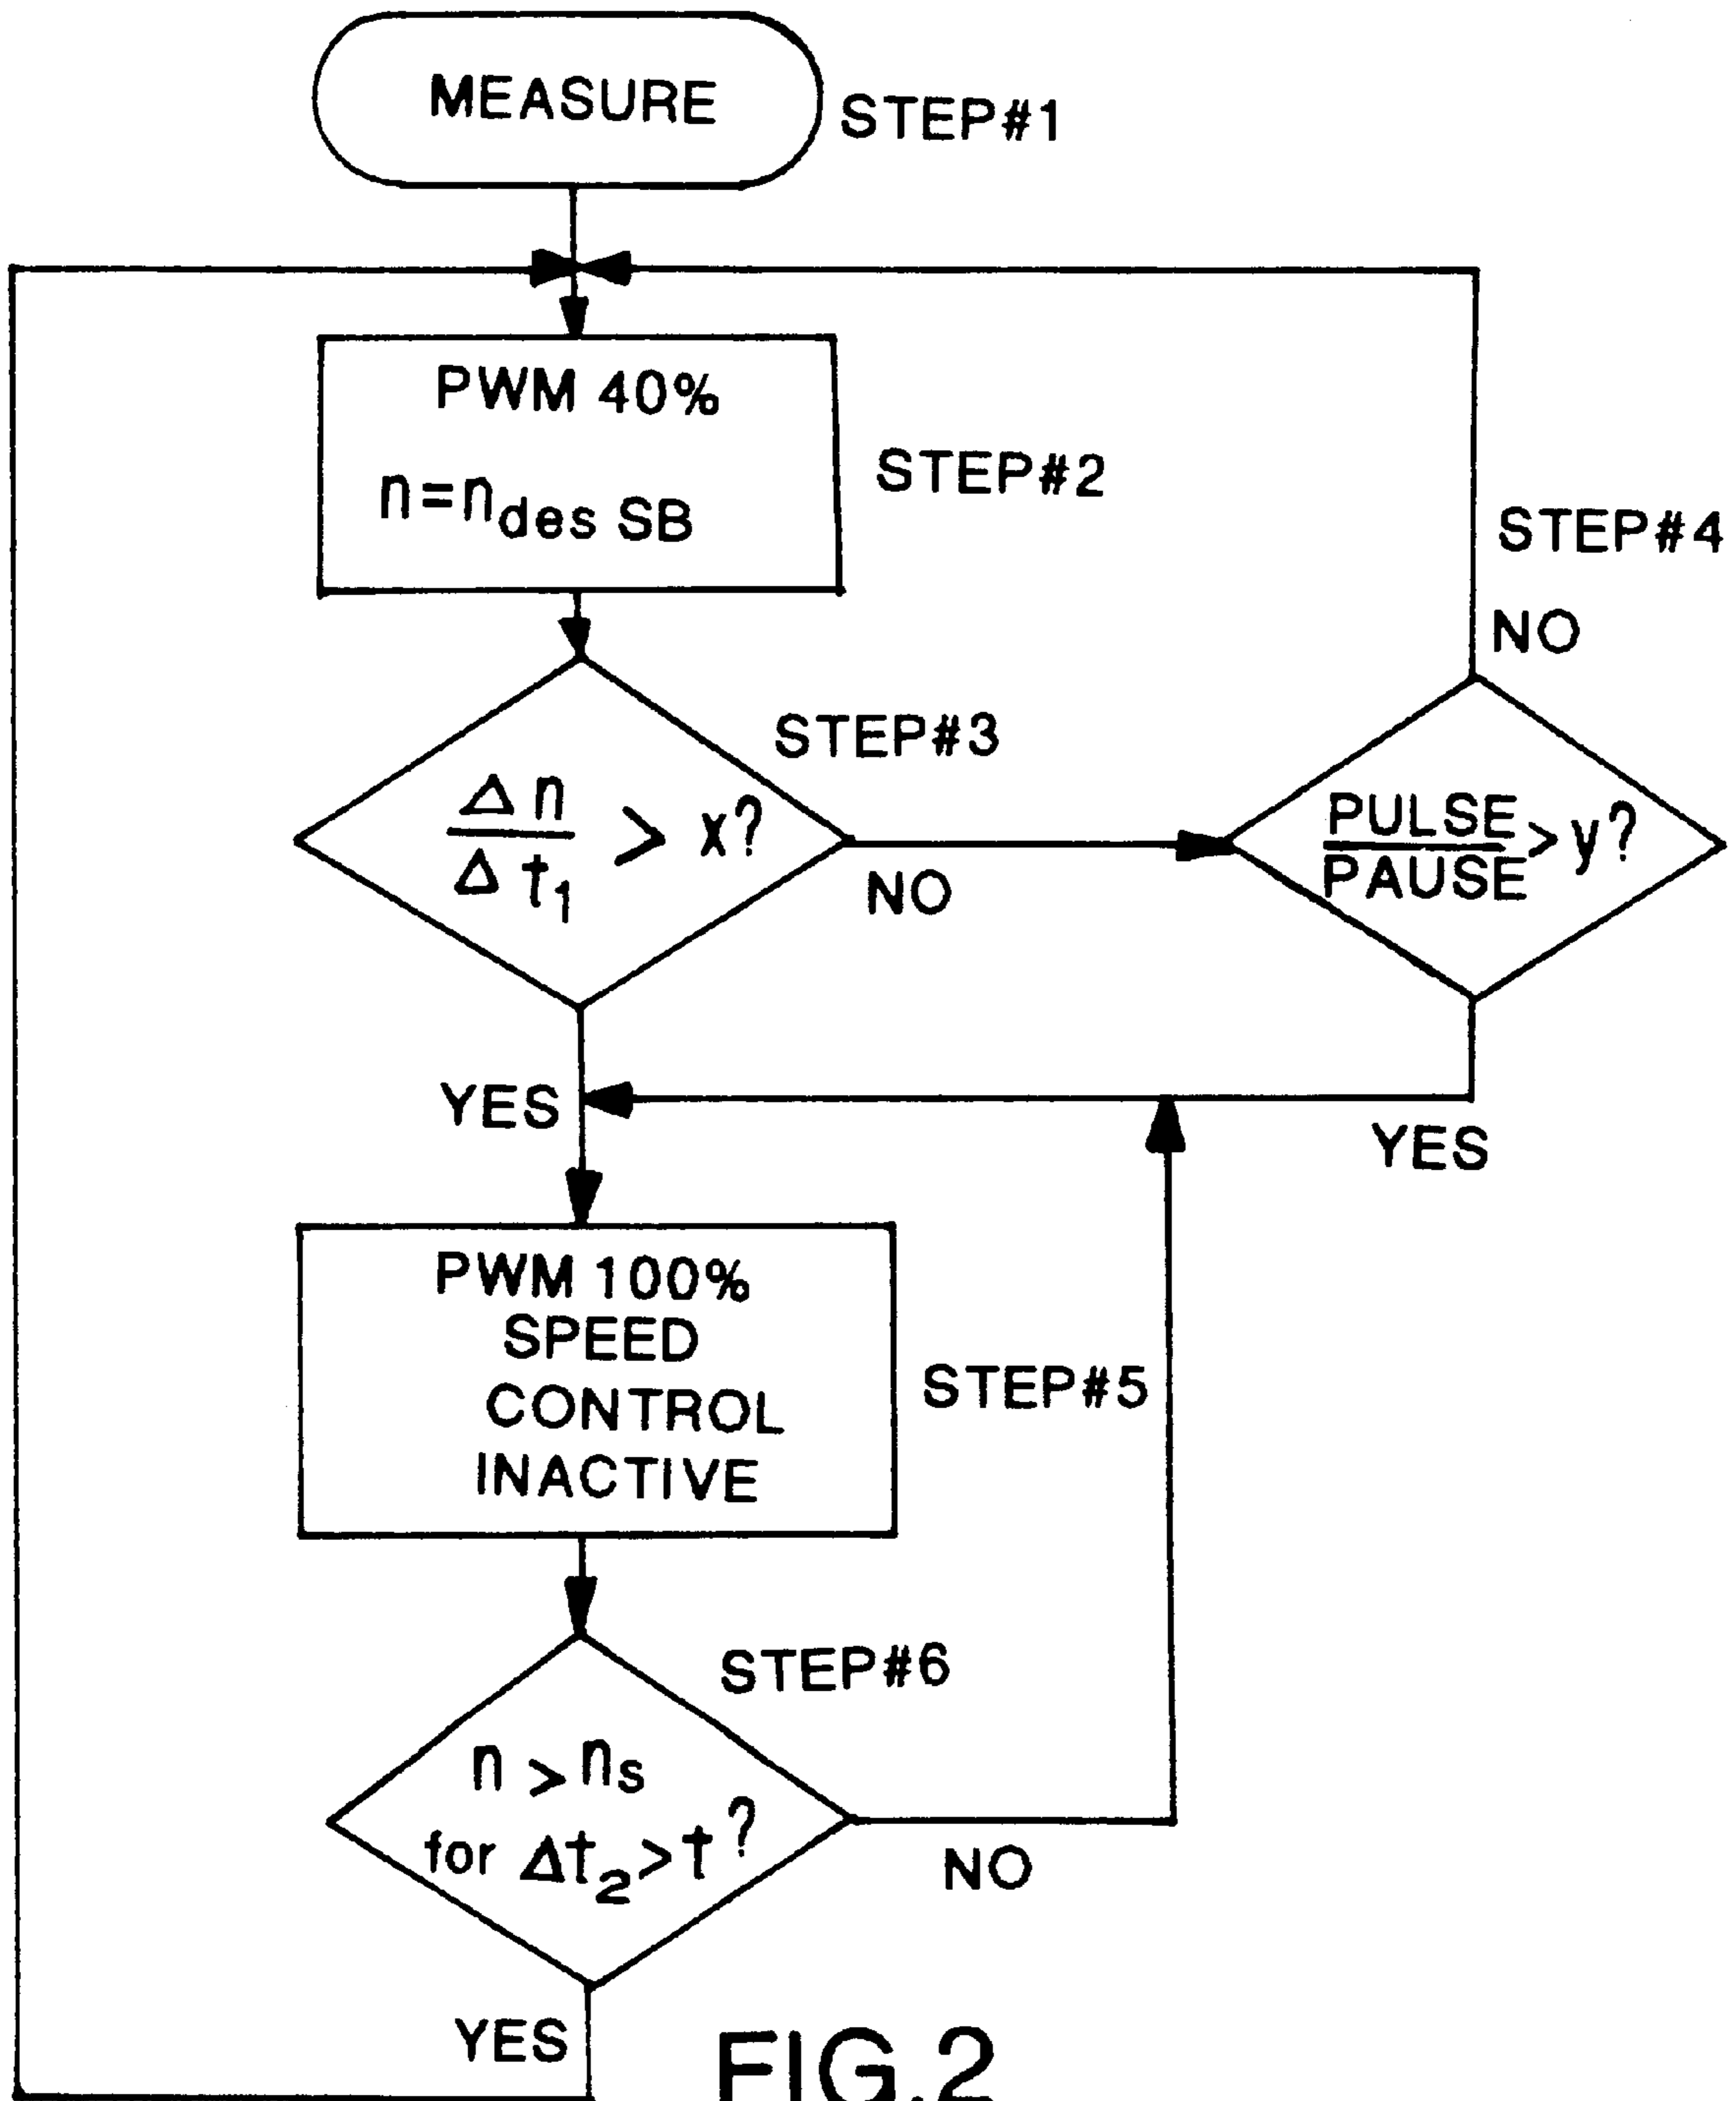 MEASURE
STEP#1
PWM 40%
n=n des SB
STEP#2
STEP#4
NO
STEP#3
Δn
Δt₁
> x?
NO
PULSE
PAUSE
> y?
YES
YES
PWM 100%
SPEED
CONTROL
INACTIVE
STEP#5
STEP#6
n > ns
for Δt₂>t?
NO
YES
FIG.2